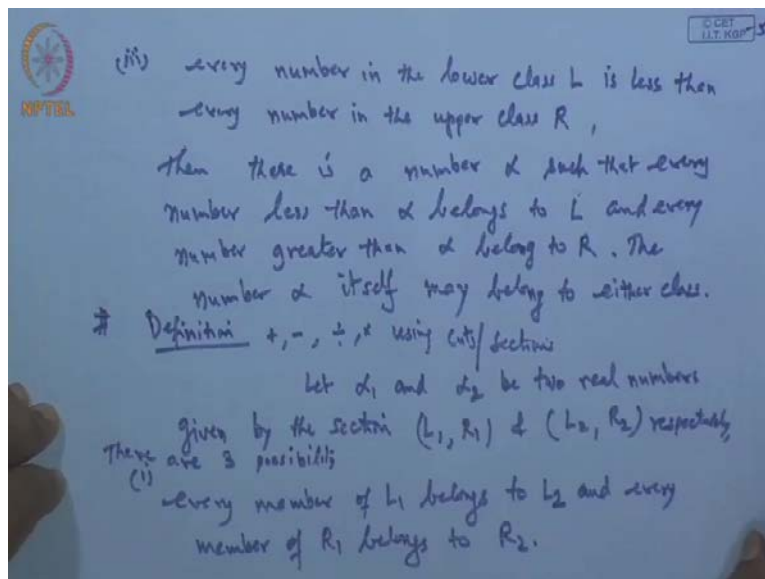 © CET
I.I.T. KGP
NPTEL
(iii) every number in the lower class L is less than
every number in the upper class R,
then there is a number α such that every
number less than α belongs to L and every
number greater than α belong to R. The
number α itself may belong to either class.
# Definition +, -, ÷, * using cuts/sections
Let α₁ and α₂ be two real numbers
given by the section (L₁, R₁) & (L₂, R₂) respectively,
There are 3 possibility
(i)
every member of L₁ belongs to L₂ and every
member of R₁ belongs to R₂.